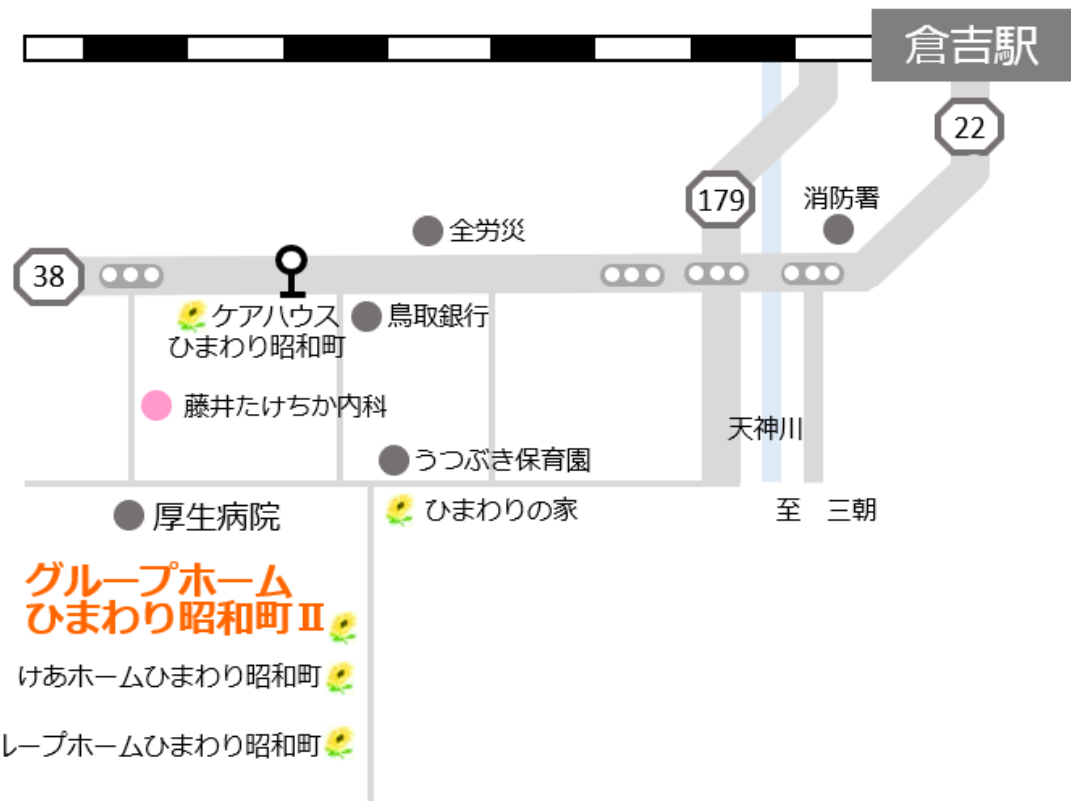 倉吉駅
22
179
消防署
全労災
38
ケアハウス
ひまわり昭和町
鳥取銀行
藤井たけちか内科
天神川
うつぶき保育園
厚生病院
ひまわりの家
至 三朝
グループホーム
ひまわり昭和町Ⅱ
けあホームひまわり昭和町
ループホームひまわり昭和町